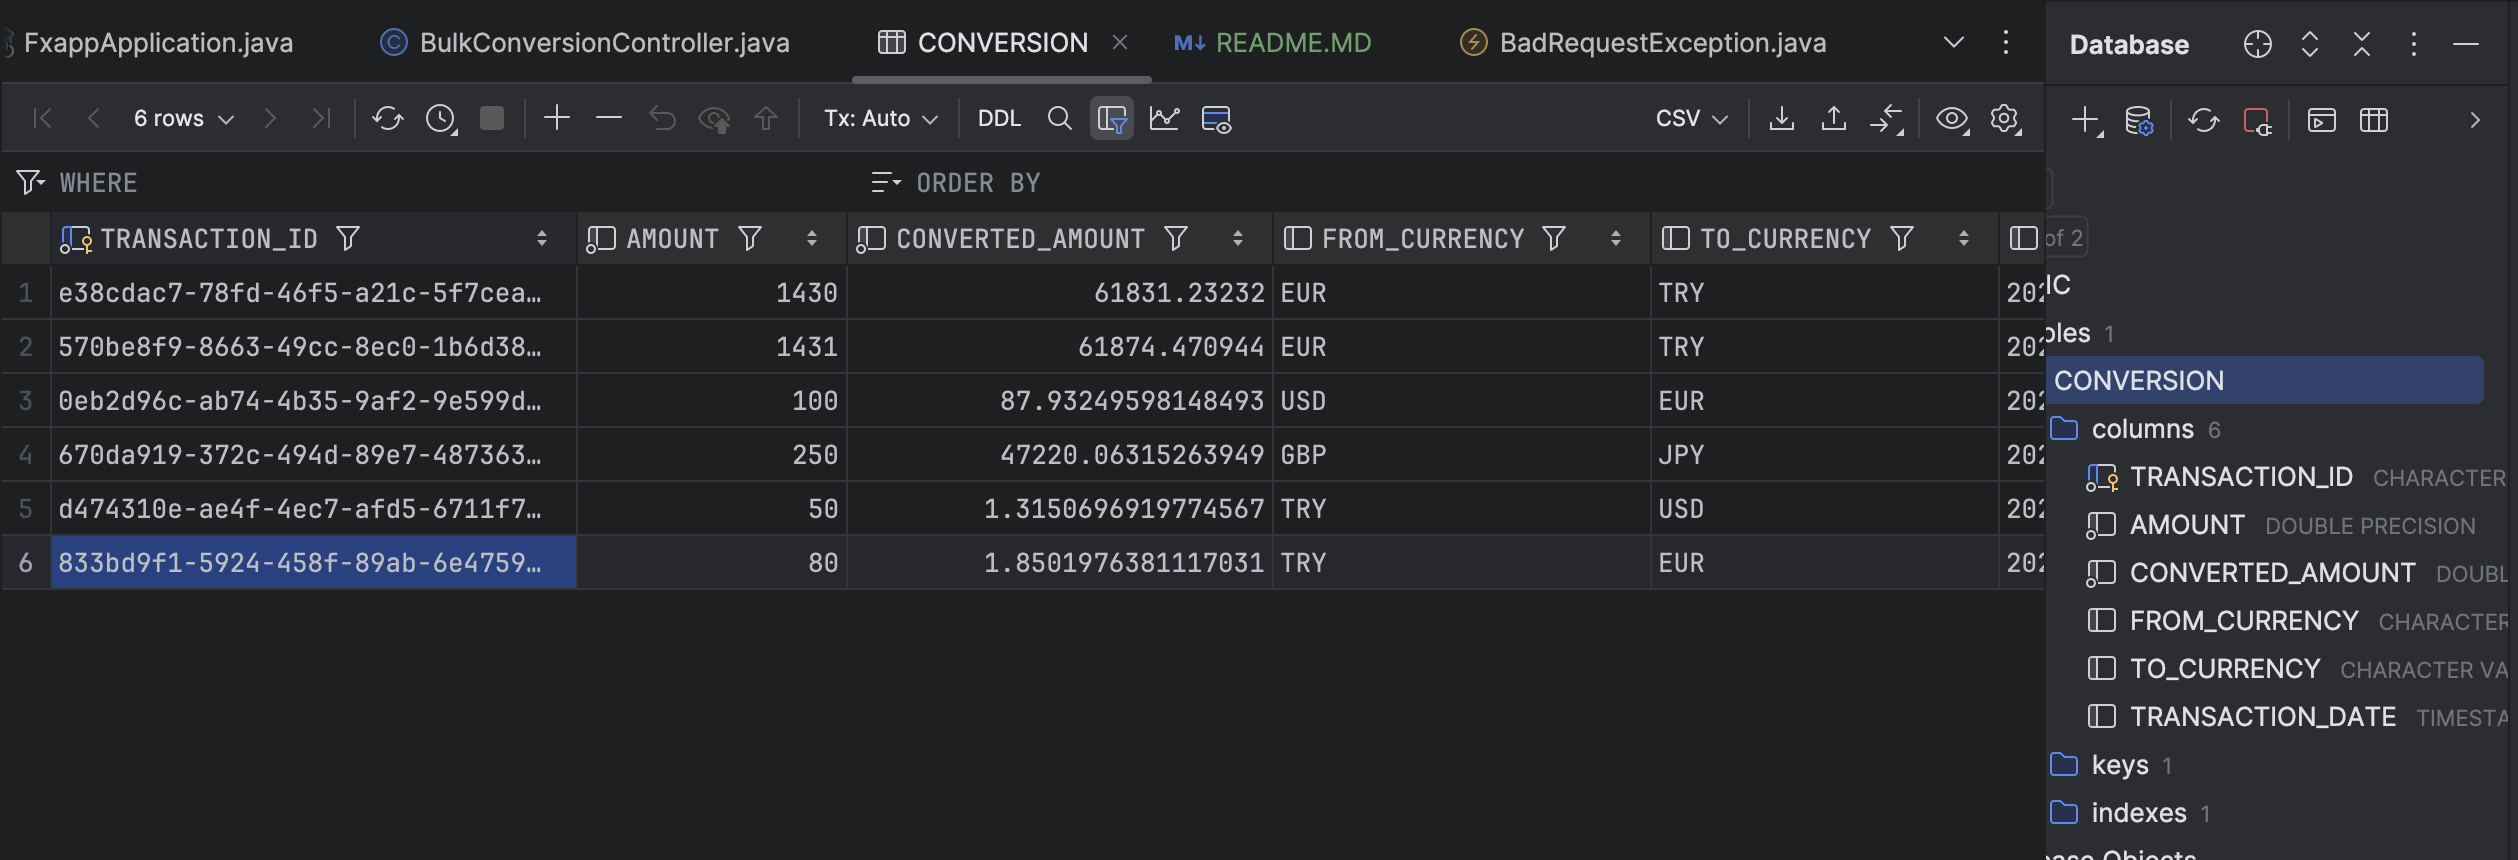 FxappApplication.java BulkConversionController.java CONVERSION README.MD BadRequestException.java
Database
6 rows Tx: Auto DDL CSV
WHERE ORDER BY
TRANSACTION_ID AMOUNT CONVERTED_AMOUNT FROM_CURRENCY TO_CURRENCY
1 e38cdac7-78fd-46f5-a21c-5f7cea… 1430 61831.23232 EUR TRY 202
2 570be8f9-8663-49cc-8ec0-1b6d38… 1431 61874.470944 EUR TRY 202
3 0eb2d96c-ab74-4b35-9af2-9e599d… 100 87.93249598148493 USD EUR 202
4 670da919-372c-494d-89e7-487363… 250 47220.06315263949 GBP JPY 202
5 d474310e-ae4f-4ec7-afd5-6711f7… 50 1.3150696919774567 TRY USD 202
6 833bd9f1-5924-458f-89ab-6e4759… 80 1.8501976381117031 TRY EUR 202
of 2
IC
bles 1
CONVERSION
columns 6
TRANSACTION_ID CHARACTER
AMOUNT DOUBLE PRECISION
CONVERTED_AMOUNT DOUBL
FROM_CURRENCY CHARACTER
TO_CURRENCY CHARACTER VA
TRANSACTION_DATE TIMESTA
keys 1
indexes 1
Objects